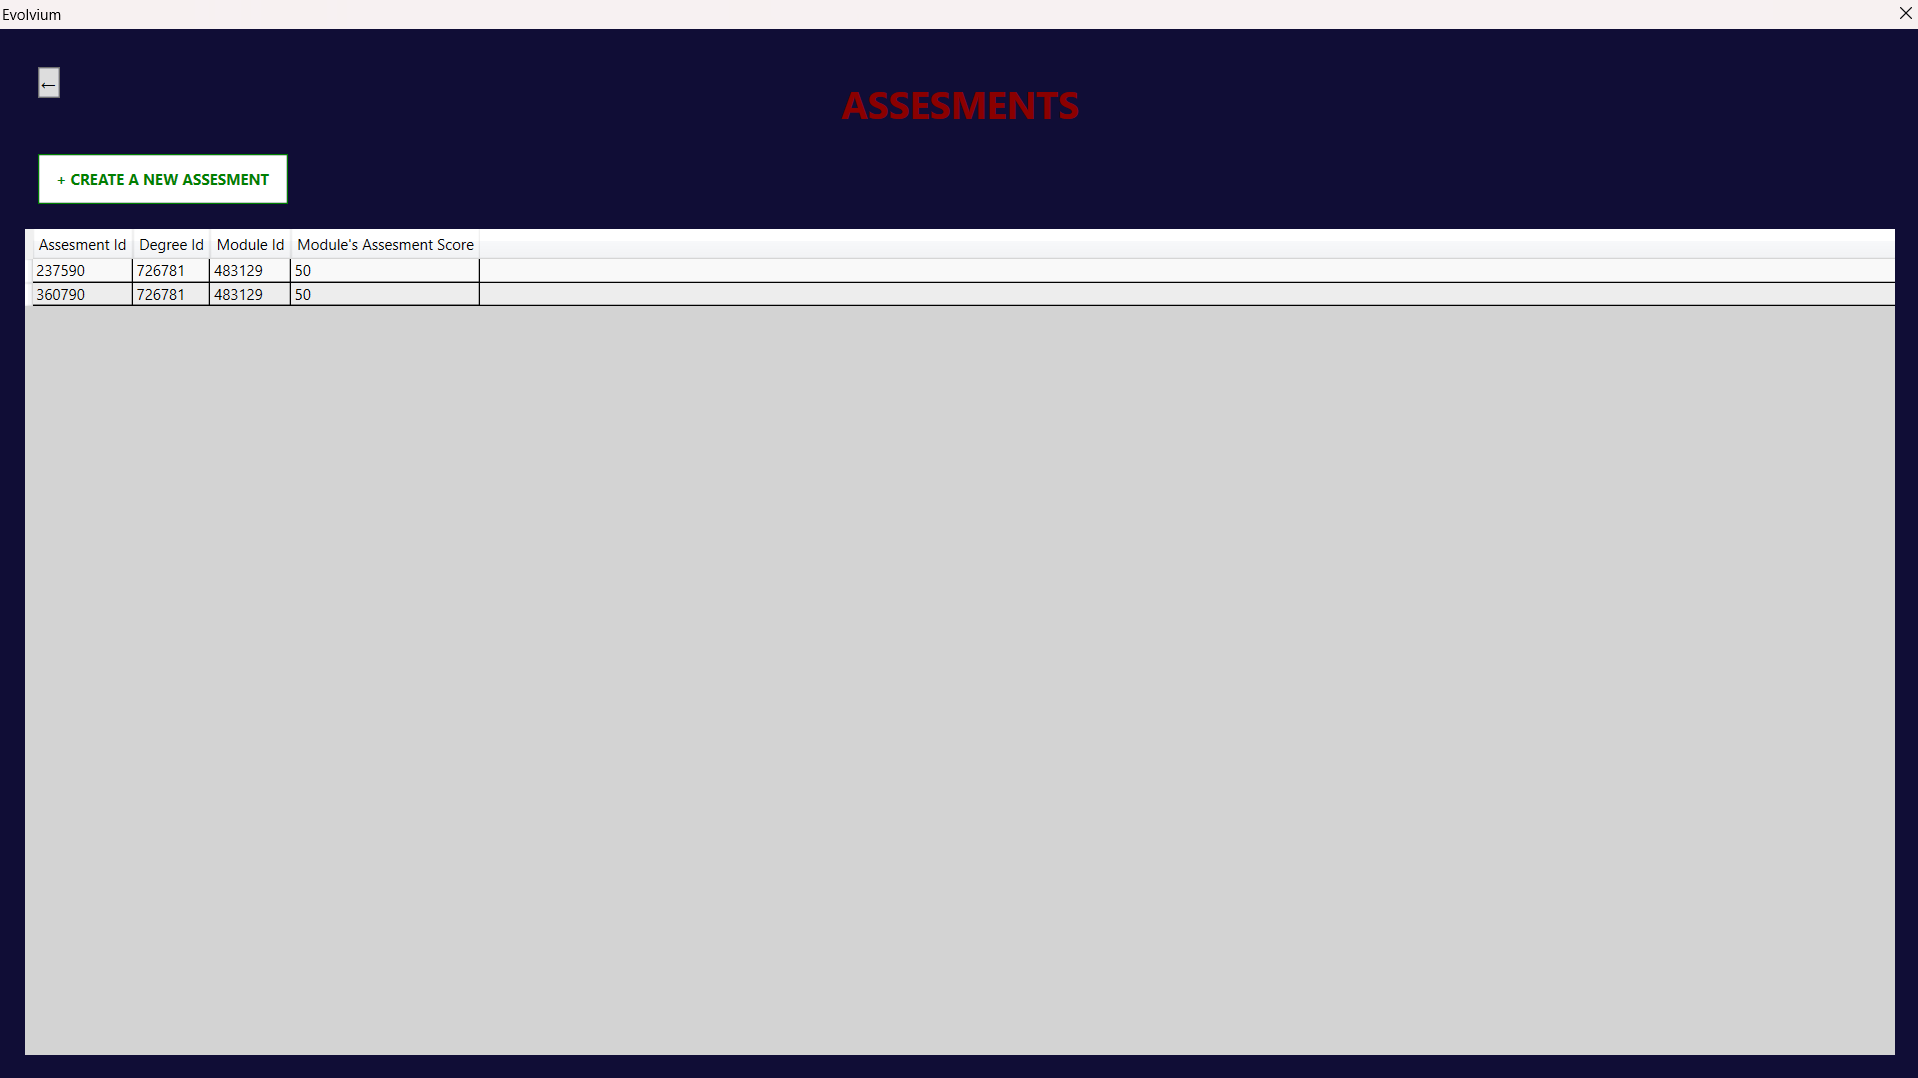 Evolvium
←
ASSESMENTS
+ CREATE A NEW ASSESMENT
Assesment Id Degree Id Module Id Module's Assesment Score
237590 726781 483129 50
360790 726781 483129 50